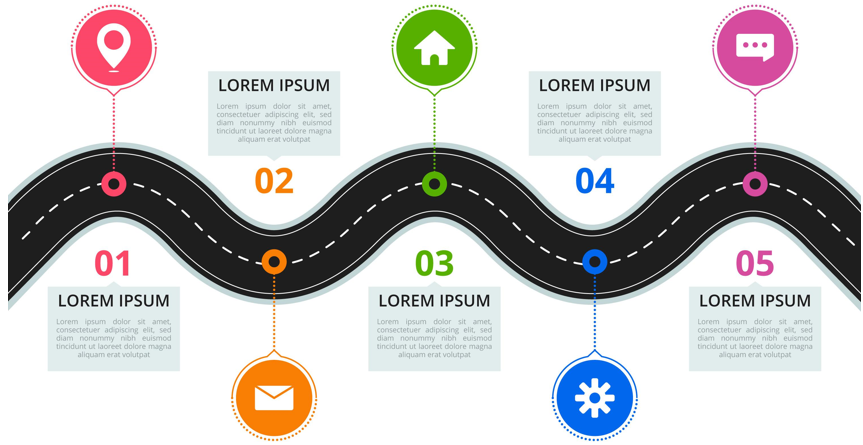 01
LOREM IPSUM
Lorem ipsum dolor sit amet,
consectetuer adipiscing elit, sed
diam nonummy nibh euismod
tincidunt ut laoreet dolore magna
aliquam erat volutpat
LOREM IPSUM
Lorem ipsum dolor sit amet,
consectetuer adipiscing elit, sed
diam nonummy nibh euismod
tincidunt ut laoreet dolore magna
aliquam erat volutpat
02
03
LOREM IPSUM
Lorem ipsum dolor sit amet,
consectetuer adipiscing elit, sed
diam nonummy nibh euismod
tincidunt ut laoreet dolore magna
aliquam erat volutpat
LOREM IPSUM
Lorem ipsum dolor sit amet,
consectetuer adipiscing elit, sed
diam nonummy nibh euismod
tincidunt ut laoreet dolore magna
aliquam erat volutpat
04
05
LOREM IPSUM
Lorem ipsum dolor sit amet,
consectetuer adipiscing elit, sed
diam nonummy nibh euismod
tincidunt ut laoreet dolore magna
aliquam erat volutpat